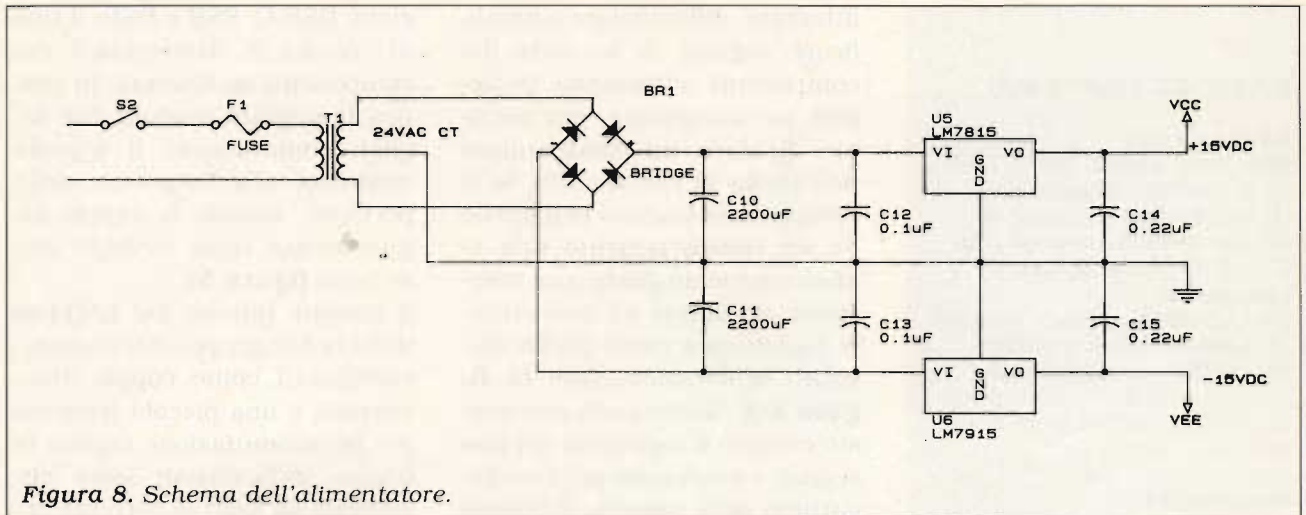 S2
F1
FUSE
T1
24VAC CT
BR1
BRIDGE
C10
2200uF
C11
2200uF
C12
0.1uF
C13
0.1uF
U5
LM7815
VI
GND
VO
VI
GND
VO
U6
LM7915
C14
0.22uF
C15
0.22uF
VCC
+15VDC
-15VDC
VEE
Figura 8. Schema dell'alimentatore.